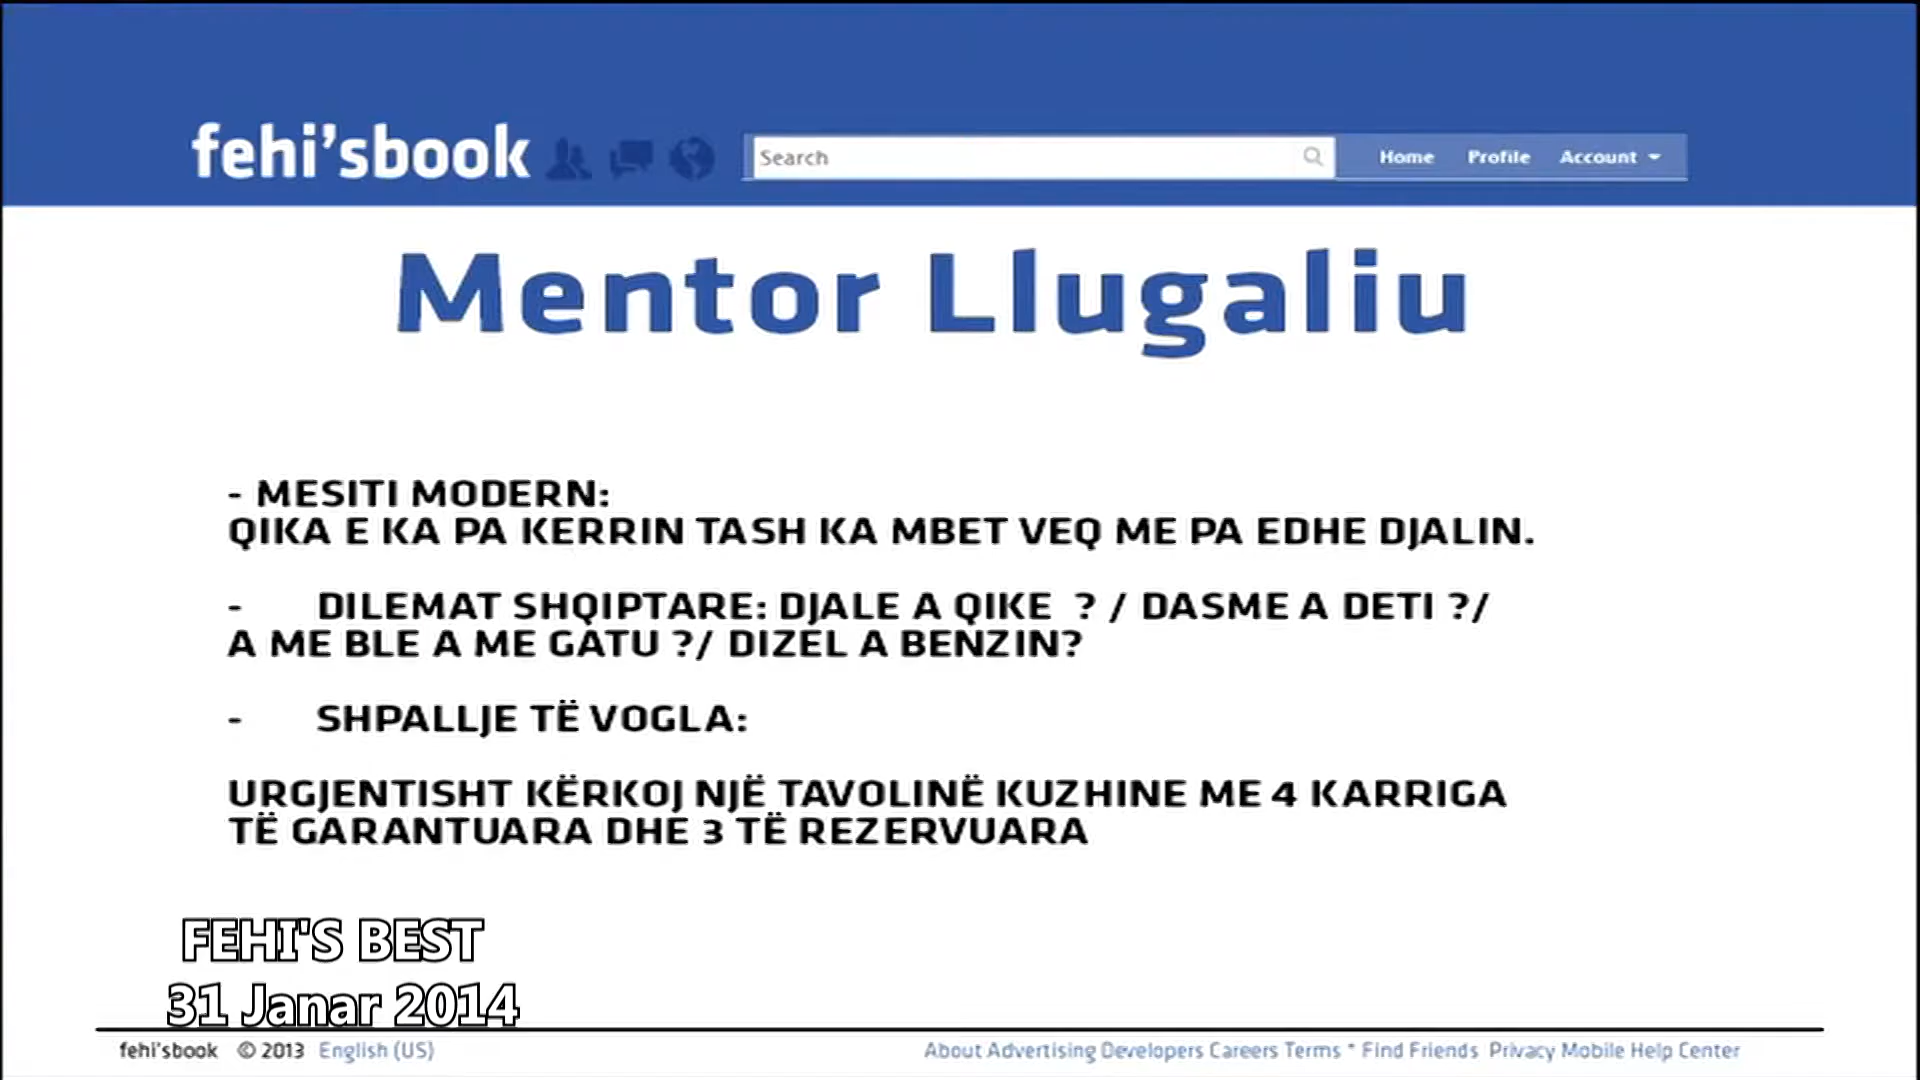 fehi'sbook
Search
Home Profile Account
Mentor Llugaliu
- MESITI MODERN:
QIKA E KA PA KERRIN TASH KA MBET VEQ ME PA EDHE DJALIN.
- DILEMAT SHQIPTARE: DJALE A QIKE ? / DASME A DETI ?/
A ME BLE A ME GATU ?/ DIZEL A BENZIN?
- SHPALLJE TË VOGLA:
URGJENTISHT KËRKOJ NJË TAVOLINË KUZHINE ME 4 KARRIGA
TË GARANTUARA DHE 3 TË REZERVUARA
FEHI'S BEST
31 Janar 2014
fehi'sbook © 2013 English (US)
About Advertising Developers Careers Terms * Find Friends Privacy Mobile Help Center